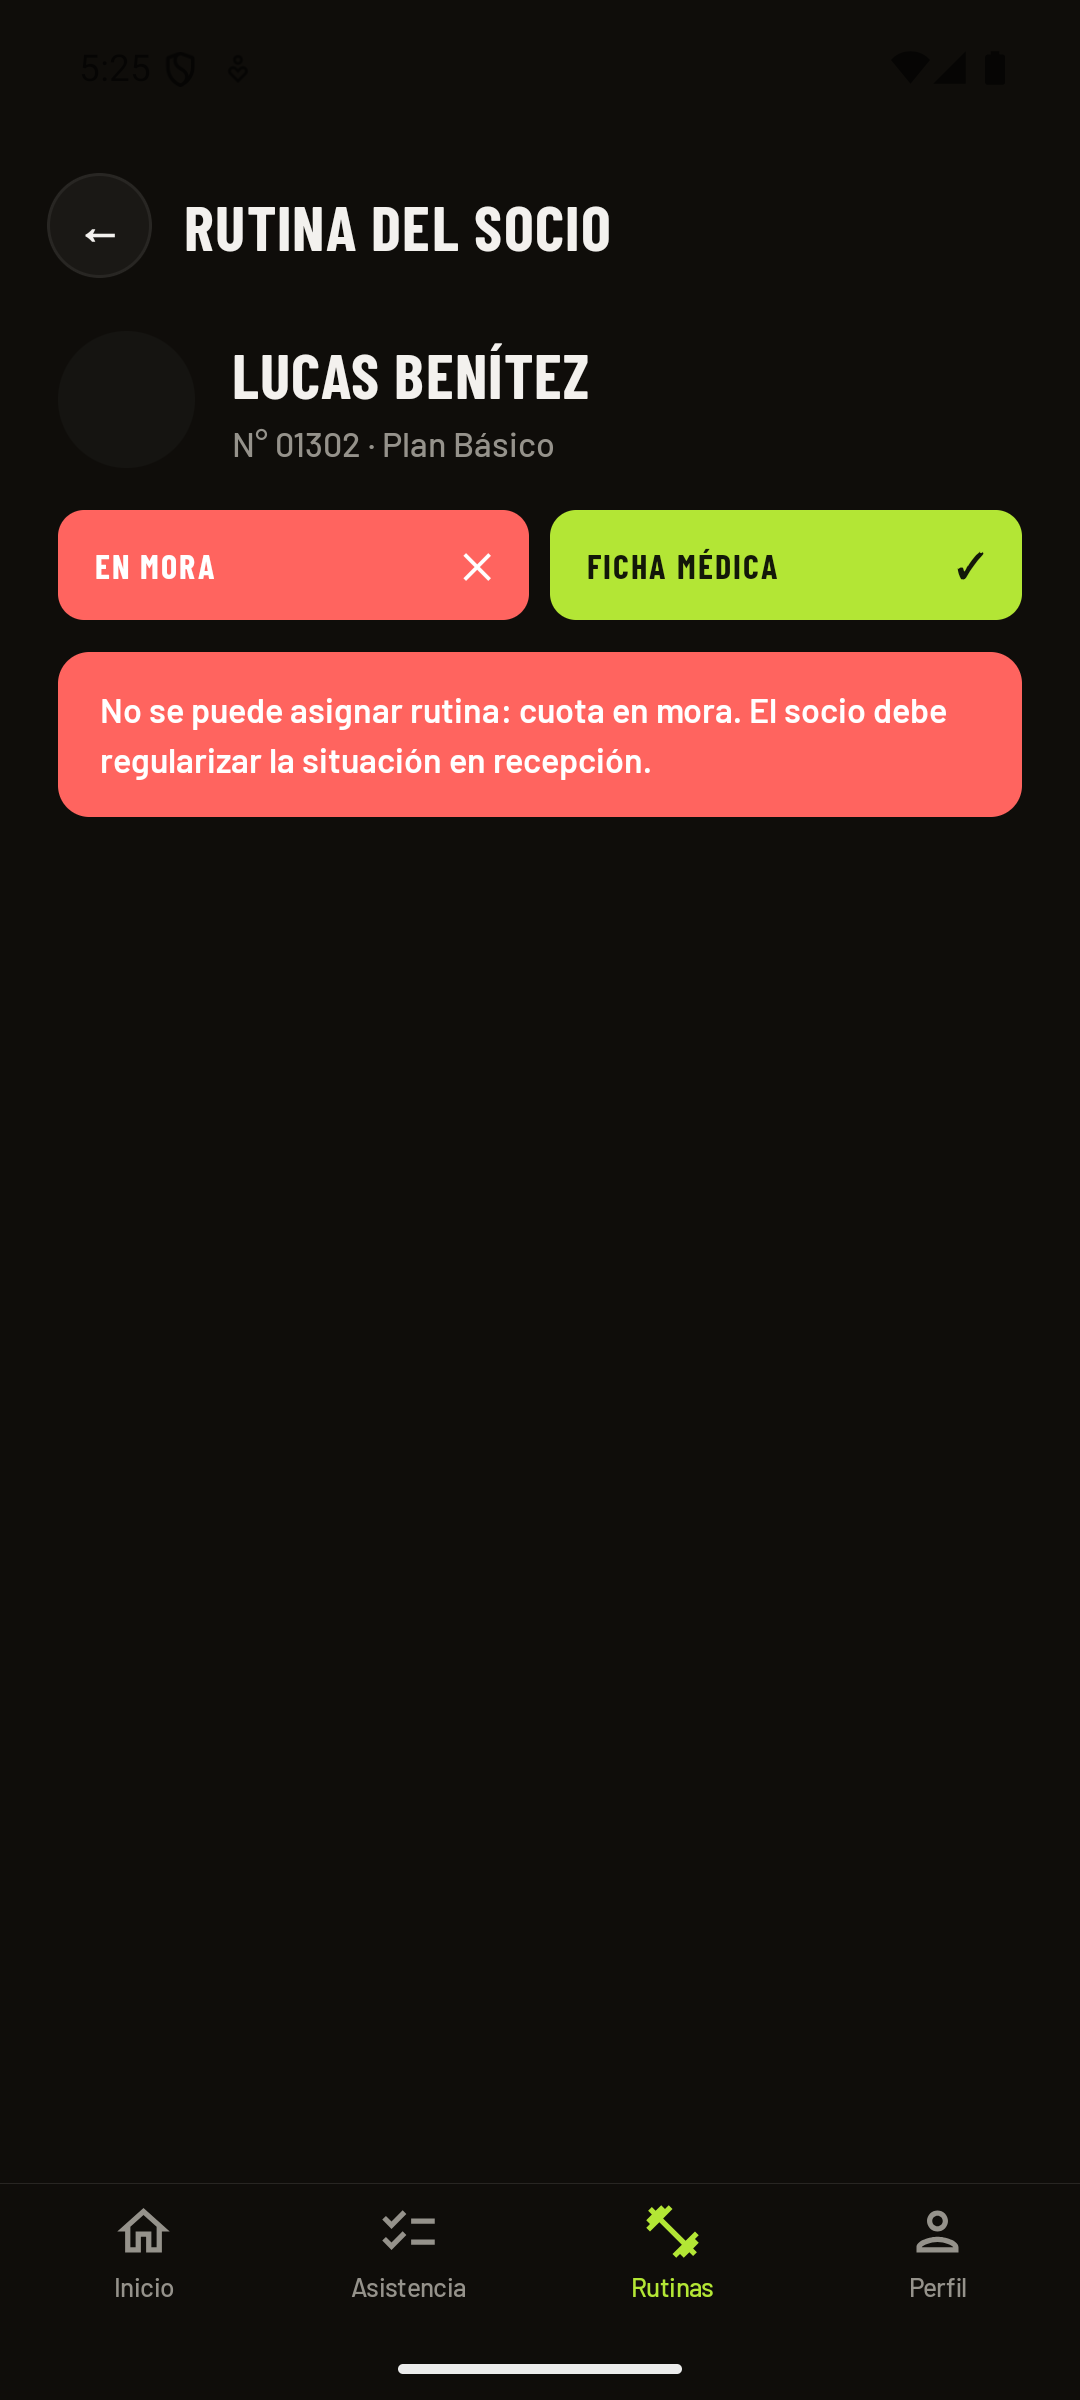 5:25
←
RUTINA DEL SOCIO
LUCAS BENÍTEZ
N° 01302 · Plan Básico
EN MORA ✕
FICHA MÉDICA ✓
No se puede asignar rutina: cuota en mora. El socio debe
regularizar la situación en recepción.
Inicio
Asistencia
Rutinas
Perfil